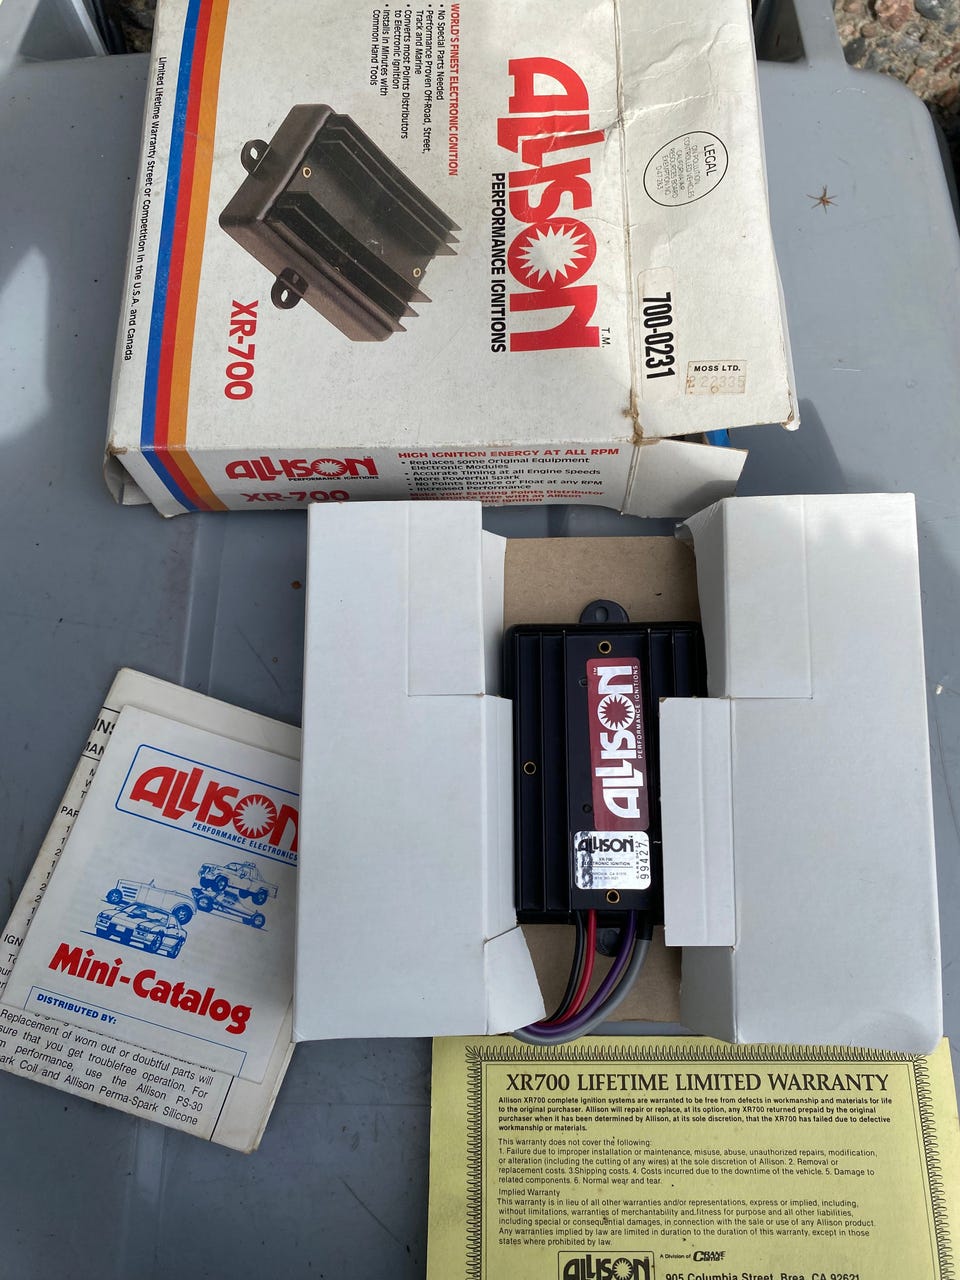 WORLD'S FINEST ELECTRONIC IGNITION
• No Special Parts Needed
• Performance Proven Off-Road, Street,
Track and Marine
• Converts most Points Distributors
to Electronic Ignition
• Installs in Minutes with
Common Hand Tools
ALLISON
T.M.
PERFORMANCE IGNITIONS
XR-700
Limited Lifetime Warranty Street or Competition in the U.S.A. and Canada
LEGAL
ON POLLUTION
CONTROLLED VEHICLES
700-0231
MOSS LTD.
ALLISON
PERFORMANCE IGNITIONS
XR-700
HIGH IGNITION ENERGY AT ALL RPM
• Replaces some Original Equipment
Electronic Modules
• Accurate Timing at all Engine Speeds
• More Powerful Spark
• No Points Bounce or Float at any RPM
• Increased Performance
Make your Existing Points Distributor
ALLISON
PERFORMANCE IGNITIONS
ALLISON
XR-700
ELECTRONIC IGNITION
99427
ALLISON
PERFORMANCE ELECTRONICS
Mini-Catalog
DISTRIBUTED BY:
Replacement of worn out or doubtful parts will
sure that you get troublefree operation. For
performance, use the Allison PS-30
ark Coil and Allison Perma-Spark Silicone
XR700 LIFETIME LIMITED WARRANTY
Allison XR700 complete ignition systems are warranted to be free from defects in workmanship and materials for life
to the original purchaser. Allison will repair or replace, at its option, any XR700 returned prepaid by the original
purchaser when it has been determined by Allison, at its sole discretion, that the XR700 has failed due to defective
workmanship or materials.
This warranty does not cover the following:
1. Failure due to improper installation or maintenance, misuse, abuse, unauthorized repairs, modification,
or alteration (including the cutting of any wires) at the sole discretion of Allison. 2. Removal or
replacement costs. 3.Shipping costs. 4. Costs incurred due to the downtime of the vehicle. 5. Damage to
related components. 6. Normal wear and tear.
Implied Warranty
This warranty is in lieu of all other warranties and/or representations, express or implied, including,
without limitations, warranties of merchantability and fitness for purpose and all other liabilities,
including special or consequential damages, in connection with the sale or use of any Allison product.
Any warranties implied by law are limited in duration to the duration of this warranty, except in those
states where prohibited by law.
ALLISON
A Division of CRANE cams
905 Columbia Street, Brea, CA 92621